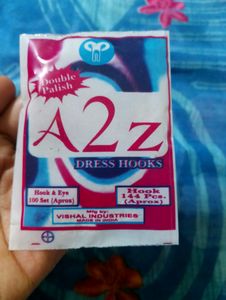 Double
Palish
A2z
DRESS HOOKS
Hook & Eye
100 Set (Aprox)
Hook
144 Pcs.
(Aprox)
Mfg by:
VISHAL INDUSTRIES
MADE IN INDIA